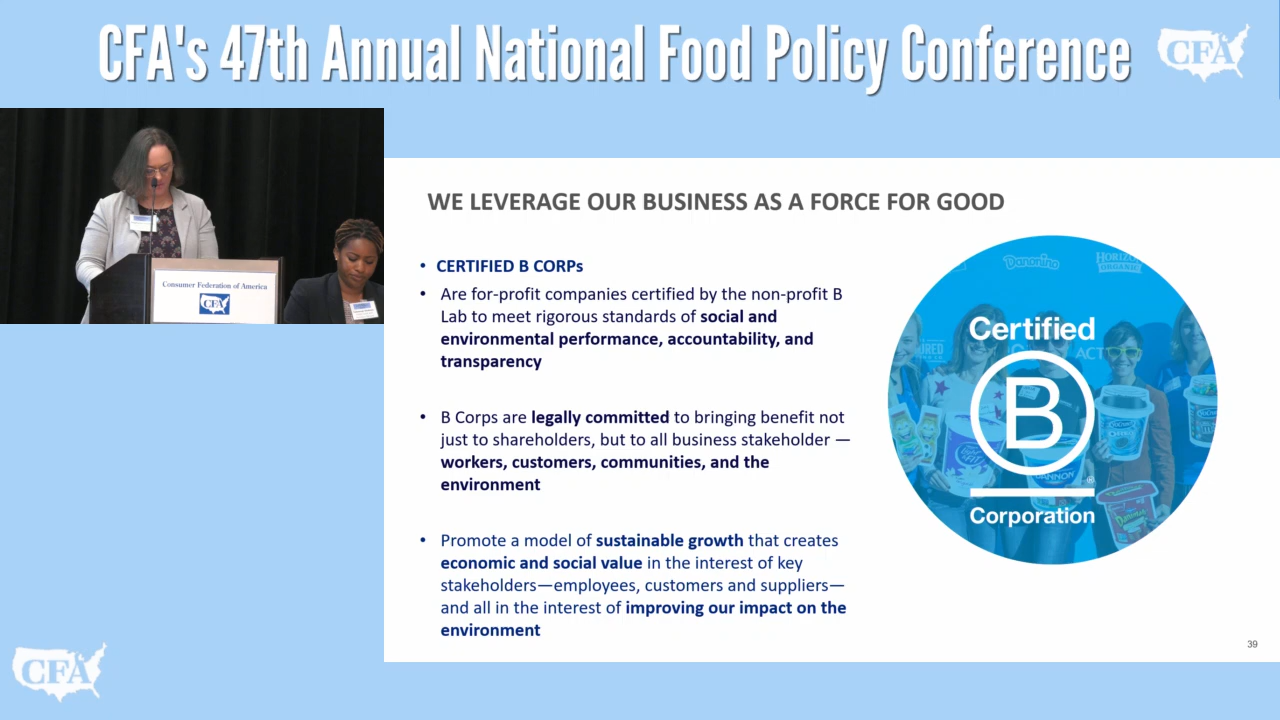 CFA's 47th Annual National Food Policy Conference
CFA
Consumer Federation of America
CFA
WE LEVERAGE OUR BUSINESS AS A FORCE FOR GOOD
• CERTIFIED B CORPs
• Are for-profit companies certified by the non-profit B
Lab to meet rigorous standards of social and
environmental performance, accountability, and
transparency
• B Corps are legally committed to bringing benefit not
just to shareholders, but to all business stakeholder —
workers, customers, communities, and the
environment
• Promote a model of sustainable growth that creates
economic and social value in the interest of key
stakeholders—employees, customers and suppliers—
and all in the interest of improving our impact on the
environment
Danonino
HORIZON
ORGANIC
Certified
ACT
B
DANNON
®
Corporation
39
CFA